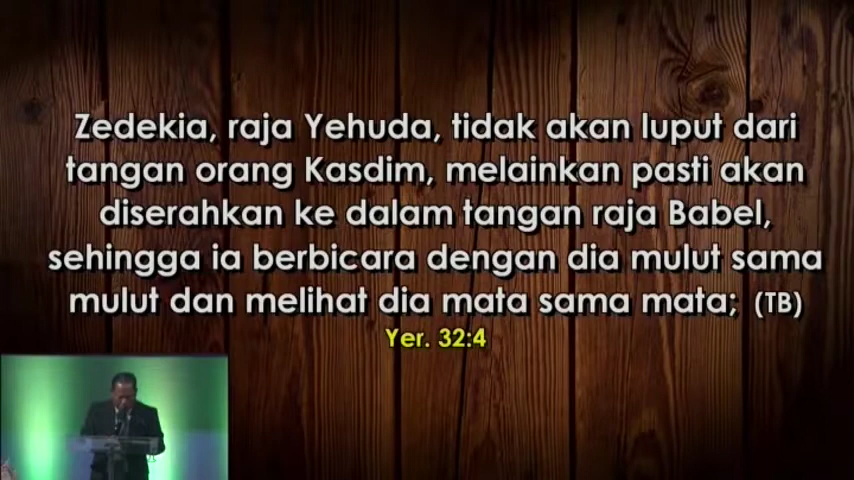 Zedekia, raja Yehuda, tidak akan luput dari
tangan orang Kasdim, melainkan pasti akan
diserahkan ke dalam tangan raja Babel,
sehingga ia berbicara dengan dia mulut sama
mulut dan melihat dia mata sama mata; (TB)
Yer. 32:4